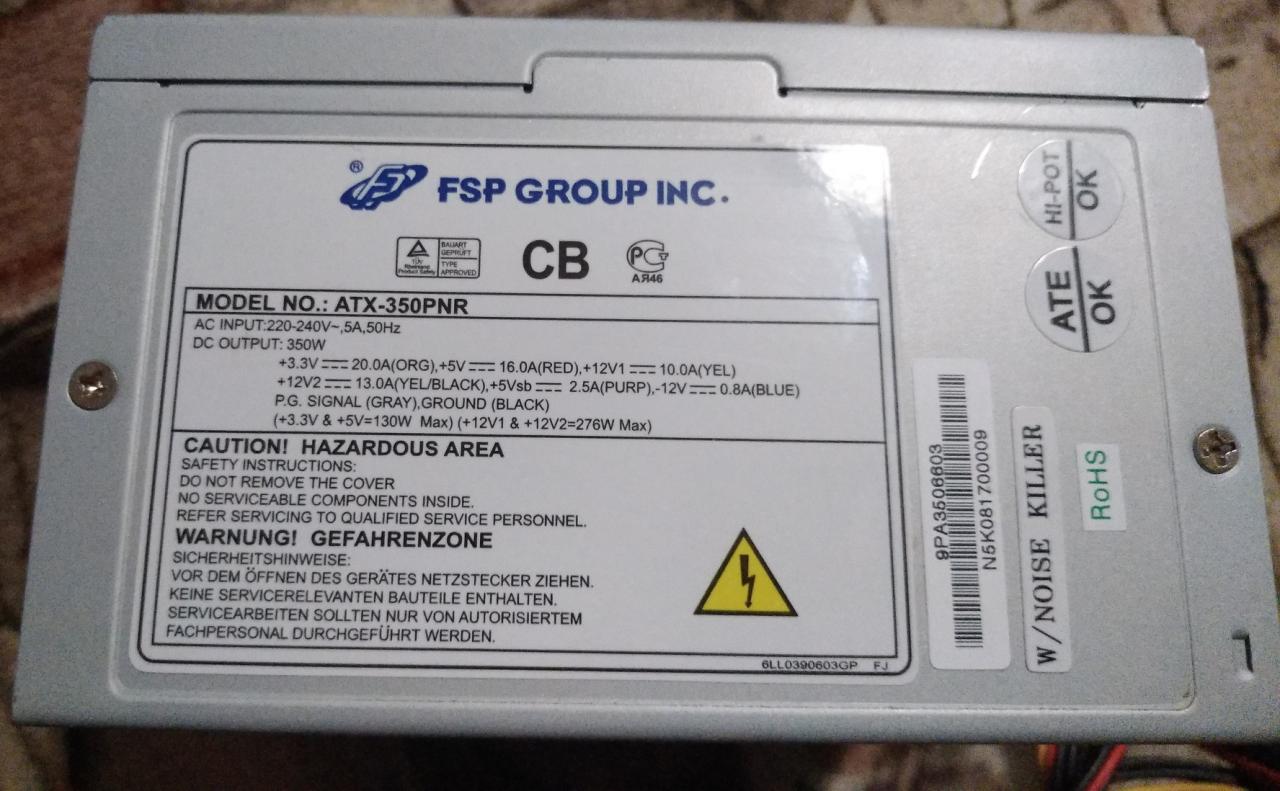 ® FSP GROUP INC.
TÜV Rheinland Product Safety
BAUART GEPRÜFT
TYPE APPROVED
CB
РСТ
АЯ46
MODEL NO.: ATX-350PNR
AC INPUT:220-240V~,5A,50Hz
DC OUTPUT: 350W
+3.3V ⎓ 20.0A(ORG),+5V ⎓ 16.0A(RED),+12V1 ⎓ 10.0A(YEL)
+12V2 ⎓ 13.0A(YEL/BLACK),+5Vsb ⎓ 2.5A(PURP),-12V ⎓ 0.8A(BLUE)
P.G. SIGNAL (GRAY),GROUND (BLACK)
(+3.3V & +5V=130W Max) (+12V1 & +12V2=276W Max)
CAUTION! HAZARDOUS AREA
SAFETY INSTRUCTIONS:
DO NOT REMOVE THE COVER
NO SERVICEABLE COMPONENTS INSIDE.
REFER SERVICING TO QUALIFIED SERVICE PERSONNEL.
WARNUNG! GEFAHRENZONE
SICHERHEITSHINWEISE:
VOR DEM ÖFFNEN DES GERÄTES NETZSTECKER ZIEHEN.
KEINE SERVICERELEVANTEN BAUTEILE ENTHALTEN.
SERVICEARBEITEN SOLLTEN NUR VON AUTORISIERTEM
FACHPERSONAL DURCHGEFÜHRT WERDEN.
6LL0390603GP FJ
HI-POT
OK
ATE
OK
9PA3506603
N5K081700009
W/NOISE KILLER
RoHS